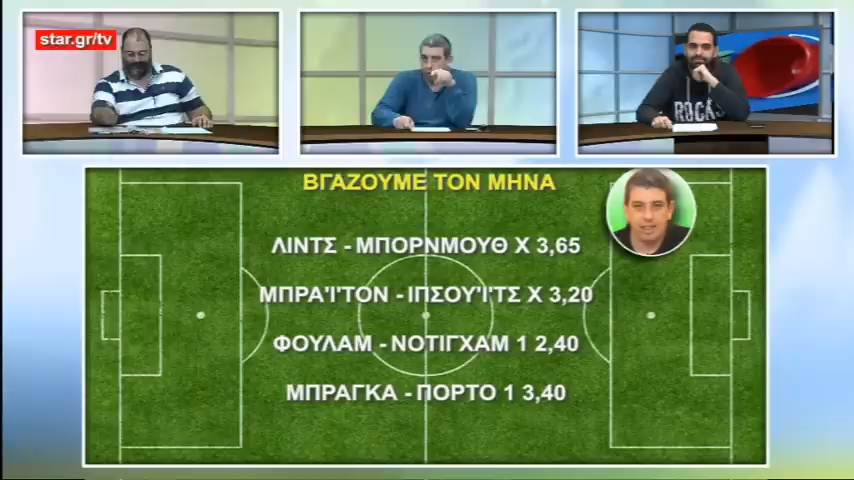 star.gr/tv
ROCKS
ΒΓΑΖΟΥΜΕ ΤΟΝ ΜΗΝΑ
ΛΙΝΤΣ - ΜΠΟΡΝΜΟΥΘ Χ 3,65
ΜΠΡΑ'Ι'ΤΟΝ - ΙΠΣΟΥ'Ι'ΤΣ Χ 3,20
ΦΟΥΛΑΜ - ΝΟΤΙΓΧΑΜ 1 2,40
ΜΠΡΑΓΚΑ - ΠΟΡΤΟ 1 3,40